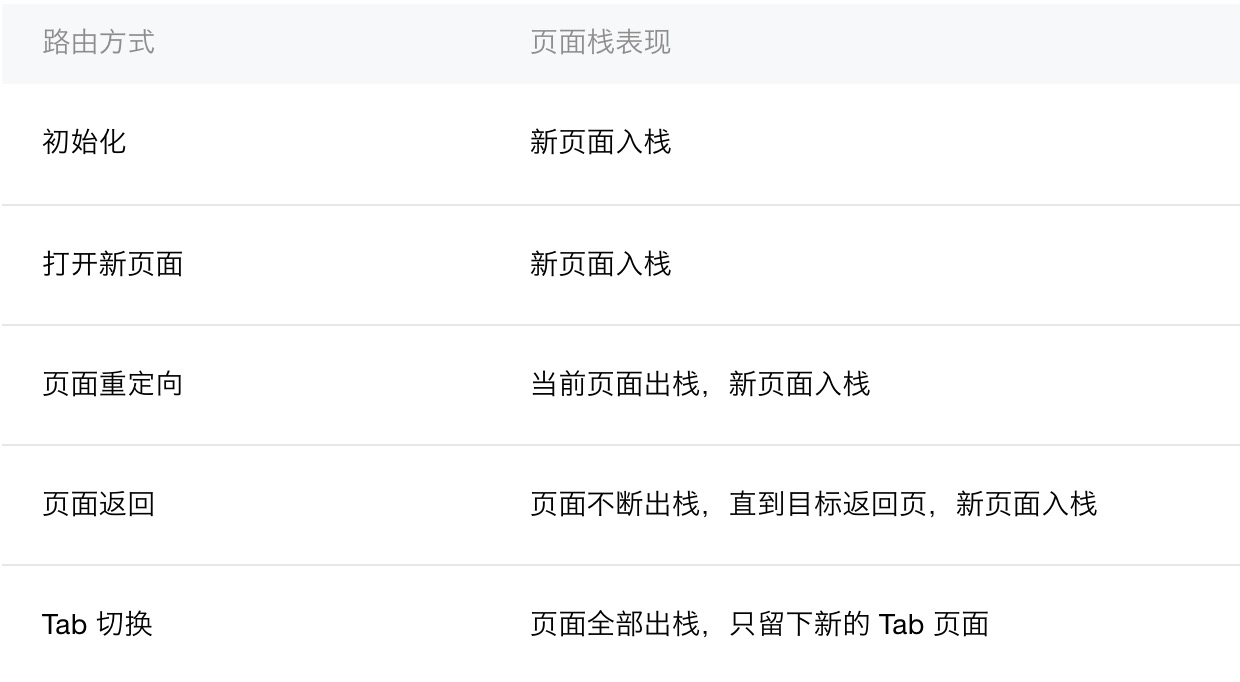 路由方式 页面栈表现
初始化 新页面入栈
打开新页面 新页面入栈
页面重定向 当前页面出栈，新页面入栈
页面返回 页面不断出栈，直到目标返回页，新页面入栈
Tab 切换 页面全部出栈，只留下新的 Tab 页面